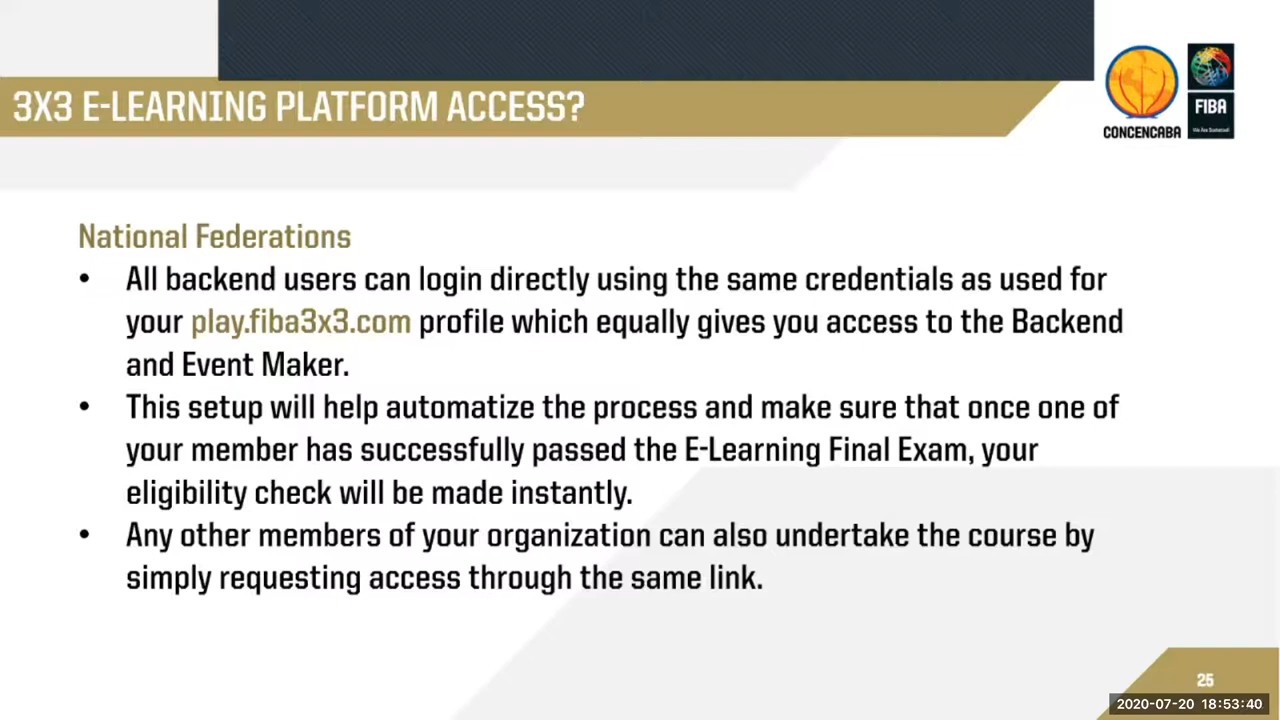 3X3 E-LEARNING PLATFORM ACCESS?
CONCENCABA
FIBA
We Are Basketball
National Federations
• All backend users can login directly using the same credentials as used for
your play.fiba3x3.com profile which equally gives you access to the Backend
and Event Maker.
• This setup will help automatize the process and make sure that once one of
your member has successfully passed the E-Learning Final Exam, your
eligibility check will be made instantly.
• Any other members of your organization can also undertake the course by
simply requesting access through the same link.
25
2020-07-20 18:53:40